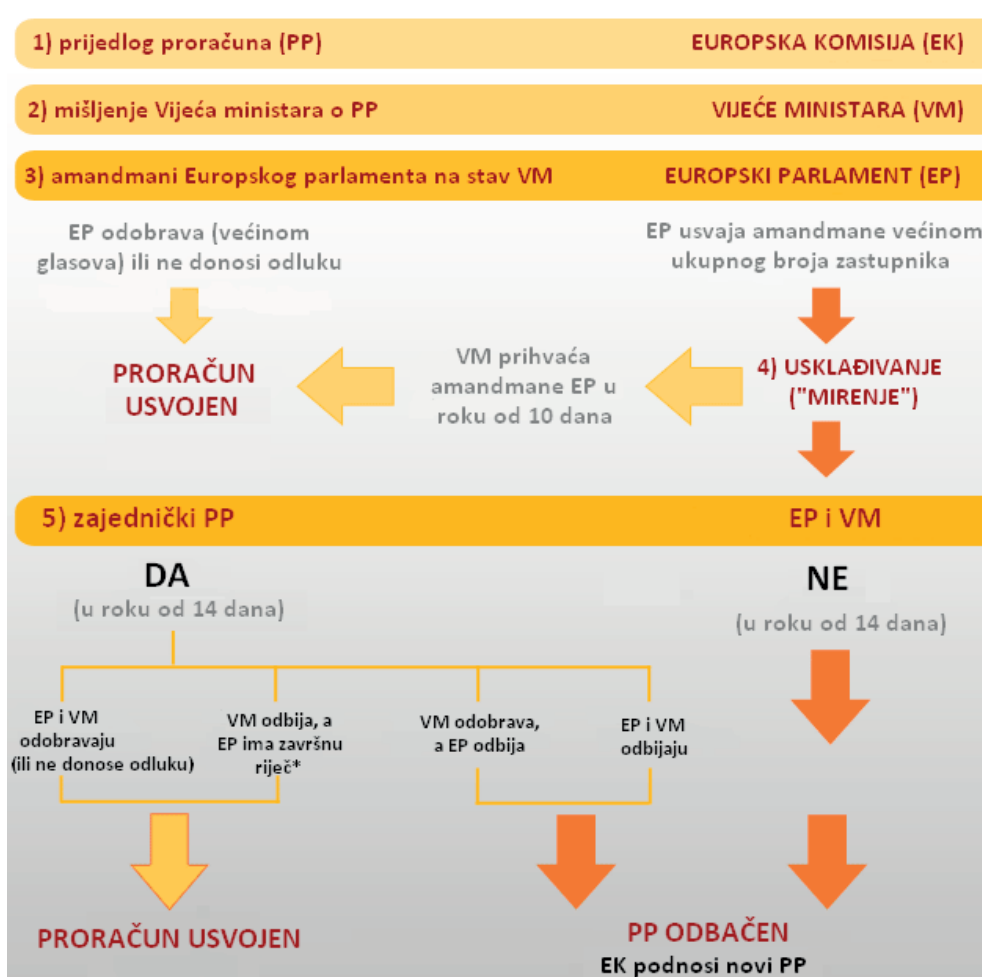 1) prijedlog proračuna (PP) EUROPSKA KOMISIJA (EK)
2) mišljenje Vijeća ministara o PP VIJEĆE MINISTARA (VM)
3) amandmani Europskog parlamenta na stav VM EUROPSKI PARLAMENT (EP)
EP odobrava (većinom
glasova) ili ne donosi odluku
EP usvaja amandmane većinom
ukupnog broja zastupnika
PRORAČUN
USVOJEN
VM prihvaća
amandmane EP u
roku od 10 dana
4) USKLAĐIVANJE
("MIRENJE")
5) zajednički PP EP i VM
DA
(u roku od 14 dana)
NE
(u roku od 14 dana)
EP i VM
odobravaju
(ili ne donose odluku)
VM odbija, a
EP ima završnu
riječ*
VM odobrava,
a EP odbija
EP i VM
odbijaju
PRORAČUN USVOJEN
PP ODBAČEN
EK podnosi novi PP